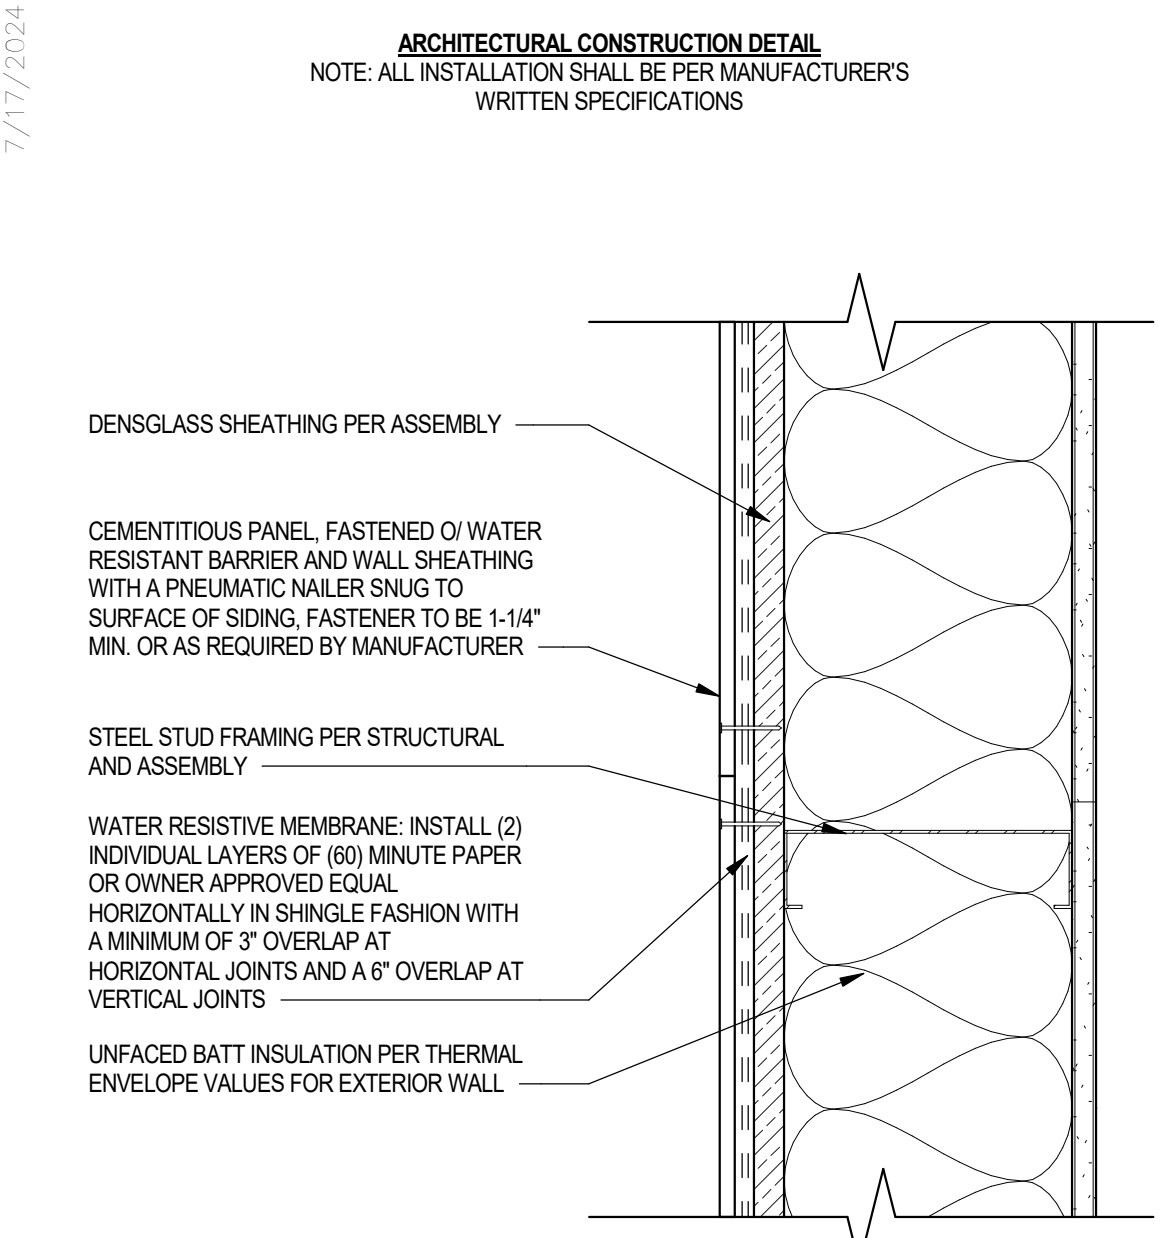 7/17/2024
ARCHITECTURAL CONSTRUCTION DETAIL
NOTE: ALL INSTALLATION SHALL BE PER MANUFACTURER'S
WRITTEN SPECIFICATIONS
DENSGLASS SHEATHING PER ASSEMBLY
CEMENTITIOUS PANEL, FASTENED O/ WATER
RESISTANT BARRIER AND WALL SHEATHING
WITH A PNEUMATIC NAILER SNUG TO
SURFACE OF SIDING, FASTENER TO BE 1-1/4"
MIN. OR AS REQUIRED BY MANUFACTURER
STEEL STUD FRAMING PER STRUCTURAL
AND ASSEMBLY
WATER RESISTIVE MEMBRANE: INSTALL (2)
INDIVIDUAL LAYERS OF (60) MINUTE PAPER
OR OWNER APPROVED EQUAL
HORIZONTALLY IN SHINGLE FASHION WITH
A MINIMUM OF 3" OVERLAP AT
HORIZONTAL JOINTS AND A 6" OVERLAP AT
VERTICAL JOINTS
UNFACED BATT INSULATION PER THERMAL
ENVELOPE VALUES FOR EXTERIOR WALL